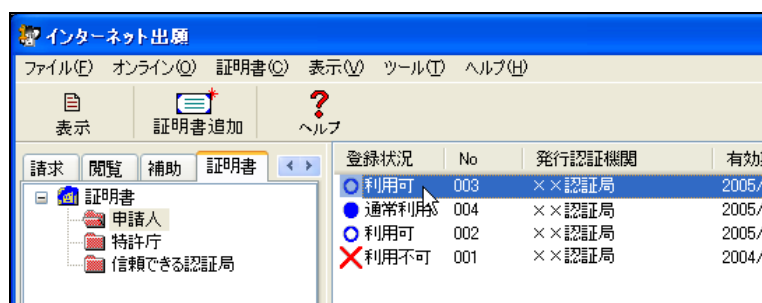 インターネット出願
ファイル(F) オンライン(O) 証明書(C) 表示(V) ツール(T) ヘルプ(H)
表示 証明書追加 ヘルプ
請求 閲覧 補助 証明書
証明書
申請人
特許庁
信頼できる認証局
登録状況 No 発行認証機関 有効
利用可 003 ××認証局 2005/
通常利用 004 ××認証局 2005/
利用可 002 ××認証局 2005/
利用不可 001 ××認証局 2004/